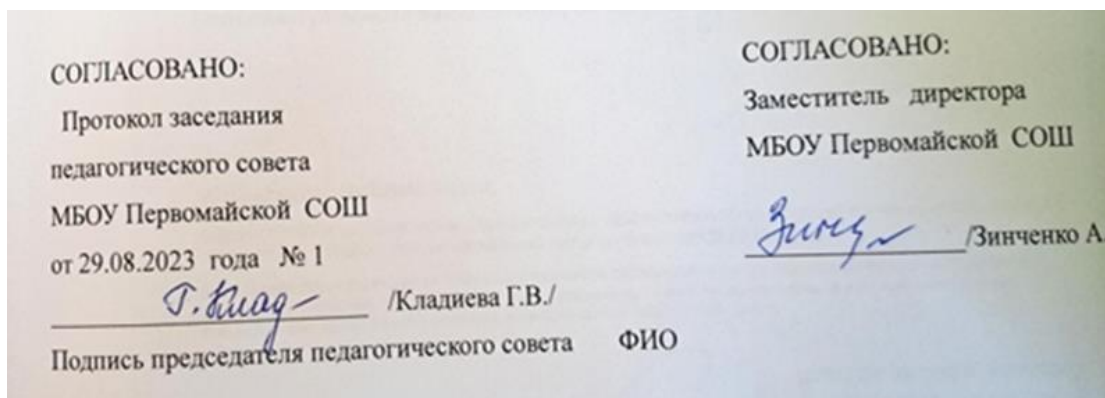 СОГЛАСОВАНО:
Протокол заседания
педагогического совета
МБОУ Первомайской СОШ
от 29.08.2023 года № 1
Г. Клад /Кладиева Г.В./
Подпись председателя педагогического совета ФИО
СОГЛАСОВАНО:
Заместитель директора
МБОУ Первомайской СОШ
/Зинченко А